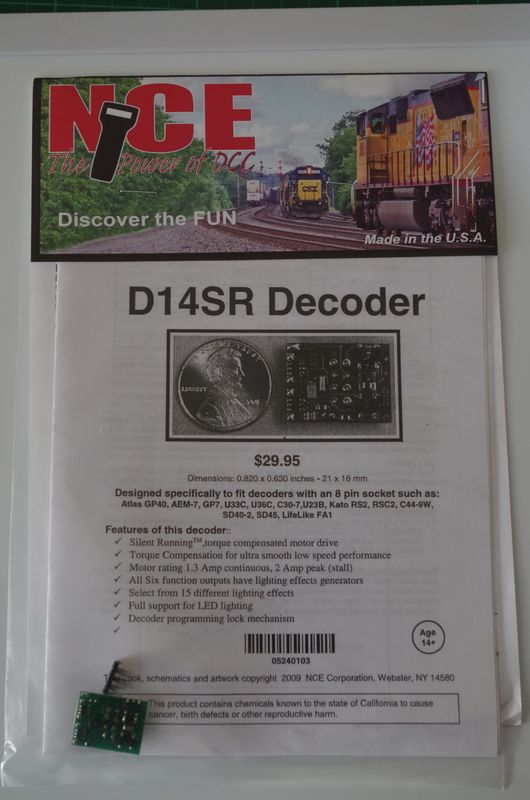 NCE
The Power of DCC
Discover the FUN
Made in the U.S.A.
CSX
D14SR Decoder
LIBERTY
$29.95
Dimensions: 0.820 x 0.630 inches - 21 x 16 mm
Designed specifically to fit decoders with an 8 pin socket such as:
Atlas GP40, AEM-7, GP7, U33C, U36C, C30-7,U23B, Kato RS2, RSC2, C44-9W,
SD40-2, SD45, LifeLike FA1
Features of this decoder::
✓ Silent Running™,torque compensated motor drive
✓ Torque Compensation for ultra smooth low speed performance
✓ Motor rating 1.3 Amp continuous, 2 Amp peak (stall)
✓ All Six function outputs have lighting effects generators
✓ Select from 15 different lighting effects
✓ Full support for LED lighting
✓ Decoder programming lock mechanism
✓
Age
14+
05240103
look, schematics and artwork copyright 2009 NCE Corporation, Webster, NY 14580
This product contains chemicals known to the state of California to cause
cancer, birth defects or other reproductive harm.